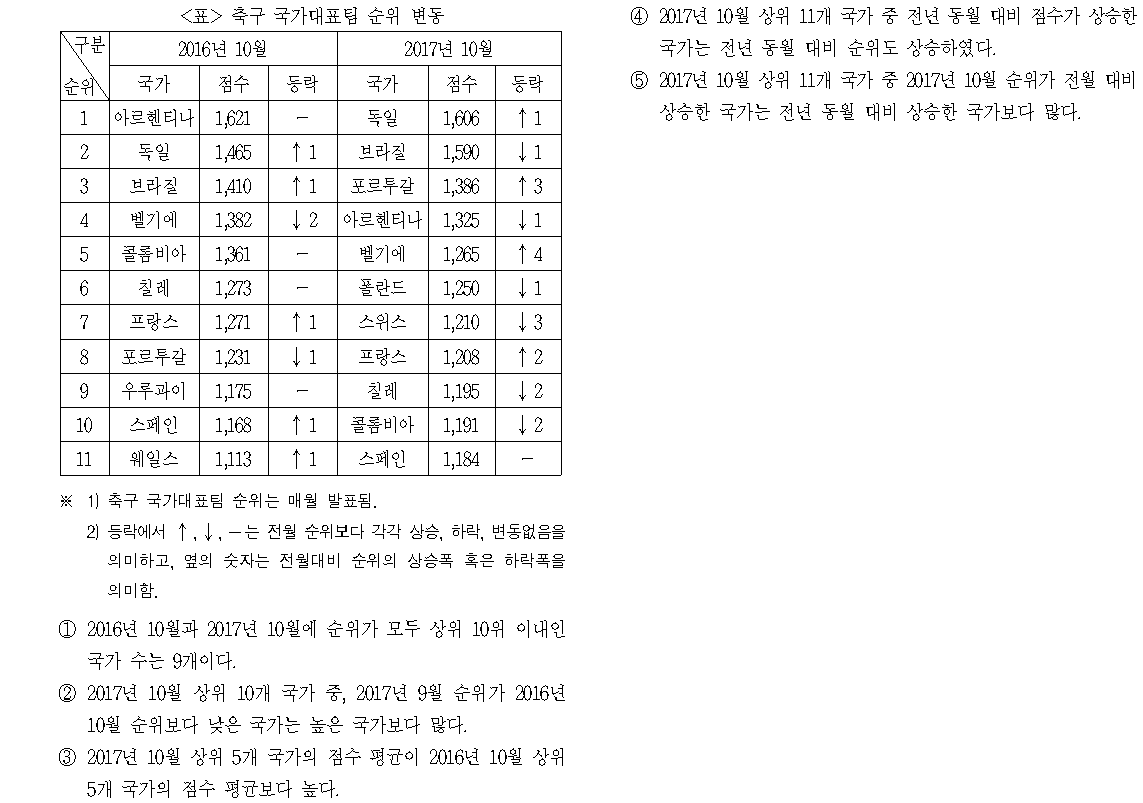 <표> 축구 국가대표팀 순위 변동
구분 2016년 10월 2017년 10월
순위 국가 점수 등락 국가 점수 등락
1 아르헨티나 1,621 － 독일 1,606 ↑1
2 독일 1,465 ↑1 브라질 1,590 ↓1
3 브라질 1,410 ↑1 포르투갈 1,386 ↑3
4 벨기에 1,382 ↓2 아르헨티나 1,325 ↓1
5 콜롬비아 1,361 － 벨기에 1,265 ↑4
6 칠레 1,273 － 폴란드 1,250 ↓1
7 프랑스 1,271 ↑1 스위스 1,210 ↓3
8 포르투갈 1,231 ↓1 프랑스 1,208 ↑2
9 우루과이 1,175 － 칠레 1,195 ↓2
10 스페인 1,168 ↑1 콜롬비아 1,191 ↓2
11 웨일스 1,113 ↑1 스페인 1,184 －
※ 1) 축구 국가대표팀 순위는 매월 발표됨.
2) 등락에서 ↑, ↓, －는 전월 순위보다 각각 상승, 하락, 변동없음을
의미하고, 옆의 숫자는 전월대비 순위의 상승폭 혹은 하락폭을
의미함.
① 2016년 10월과 2017년 10월에 순위가 모두 상위 10위 이내인
국가 수는 9개이다.
② 2017년 10월 상위 10개 국가 중, 2017년 9월 순위가 2016년
10월 순위보다 낮은 국가는 높은 국가보다 많다.
③ 2017년 10월 상위 5개 국가의 점수 평균이 2016년 10월 상위
5개 국가의 점수 평균보다 높다.
④ 2017년 10월 상위 11개 국가 중 전년 동월 대비 점수가 상승한
국가는 전년 동월 대비 순위도 상승하였다.
⑤ 2017년 10월 상위 11개 국가 중 2017년 10월 순위가 전월 대비
상승한 국가는 전년 동월 대비 상승한 국가보다 많다.